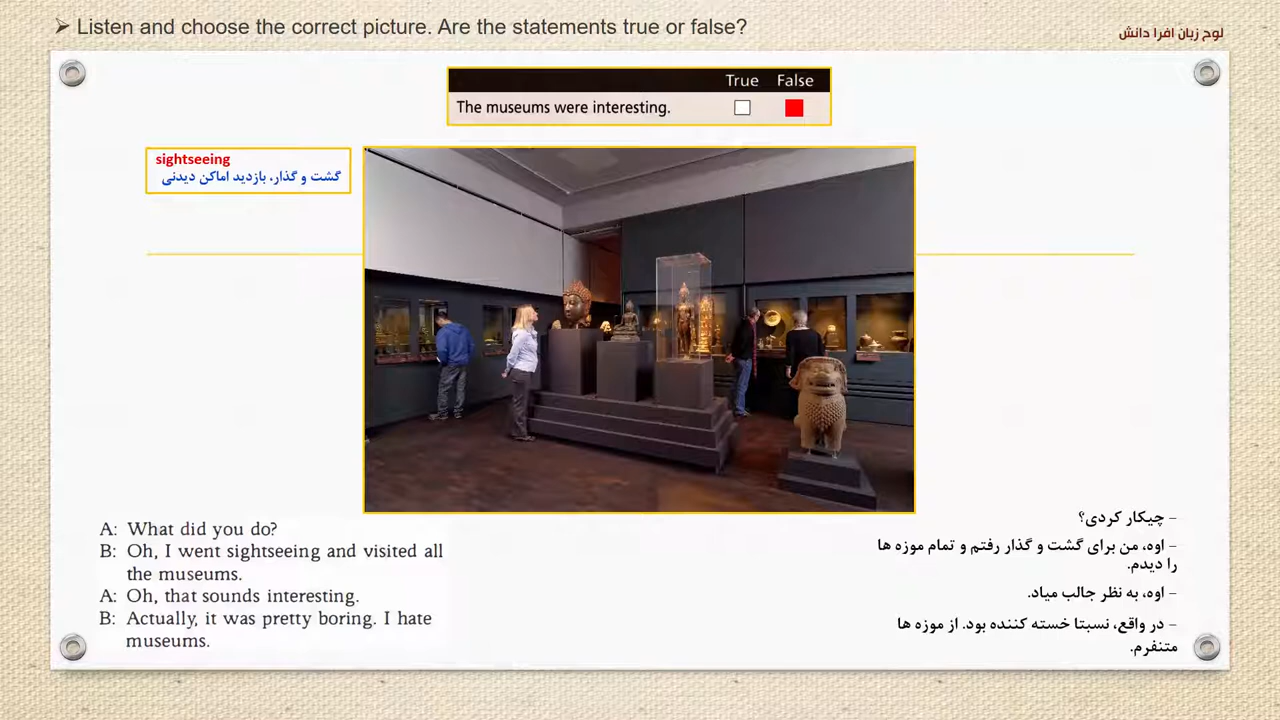 ➢ Listen and choose the correct picture. Are the statements true or false?
لوح زبان افرا دانش
True False
The museums were interesting.
sightseeing
گشت و گذار، بازدید اماکن دیدنی
A: What did you do?
B: Oh, I went sightseeing and visited all
the museums.
A: Oh, that sounds interesting.
B: Actually, it was pretty boring. I hate
museums.
- چیکار کردی؟
- اوه، من برای گشت و گذار رفتم و تمام موزه ها
را دیدم.
- اوه، به نظر جالب میاد.
- در واقع، نسبتا خسته کننده بود. از موزه ها
متنفرم.